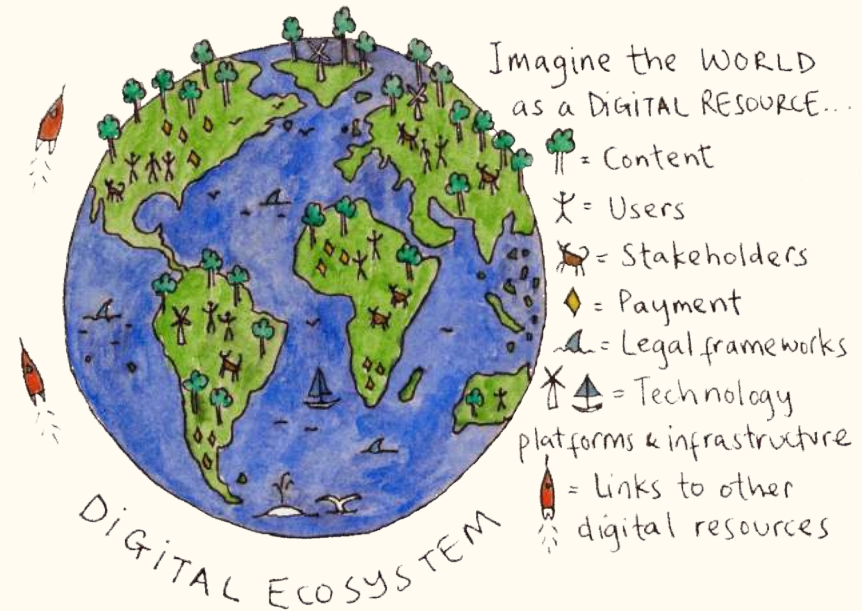 Imagine the WORLD
as a DIGITAL RESOURCE...
= Content
= Users
= Stakeholders
= Payment
= Legal frameworks
= Technology
platforms & infrastructure
= Links to other
digital resources
DIGITAL ECOSYSTEM